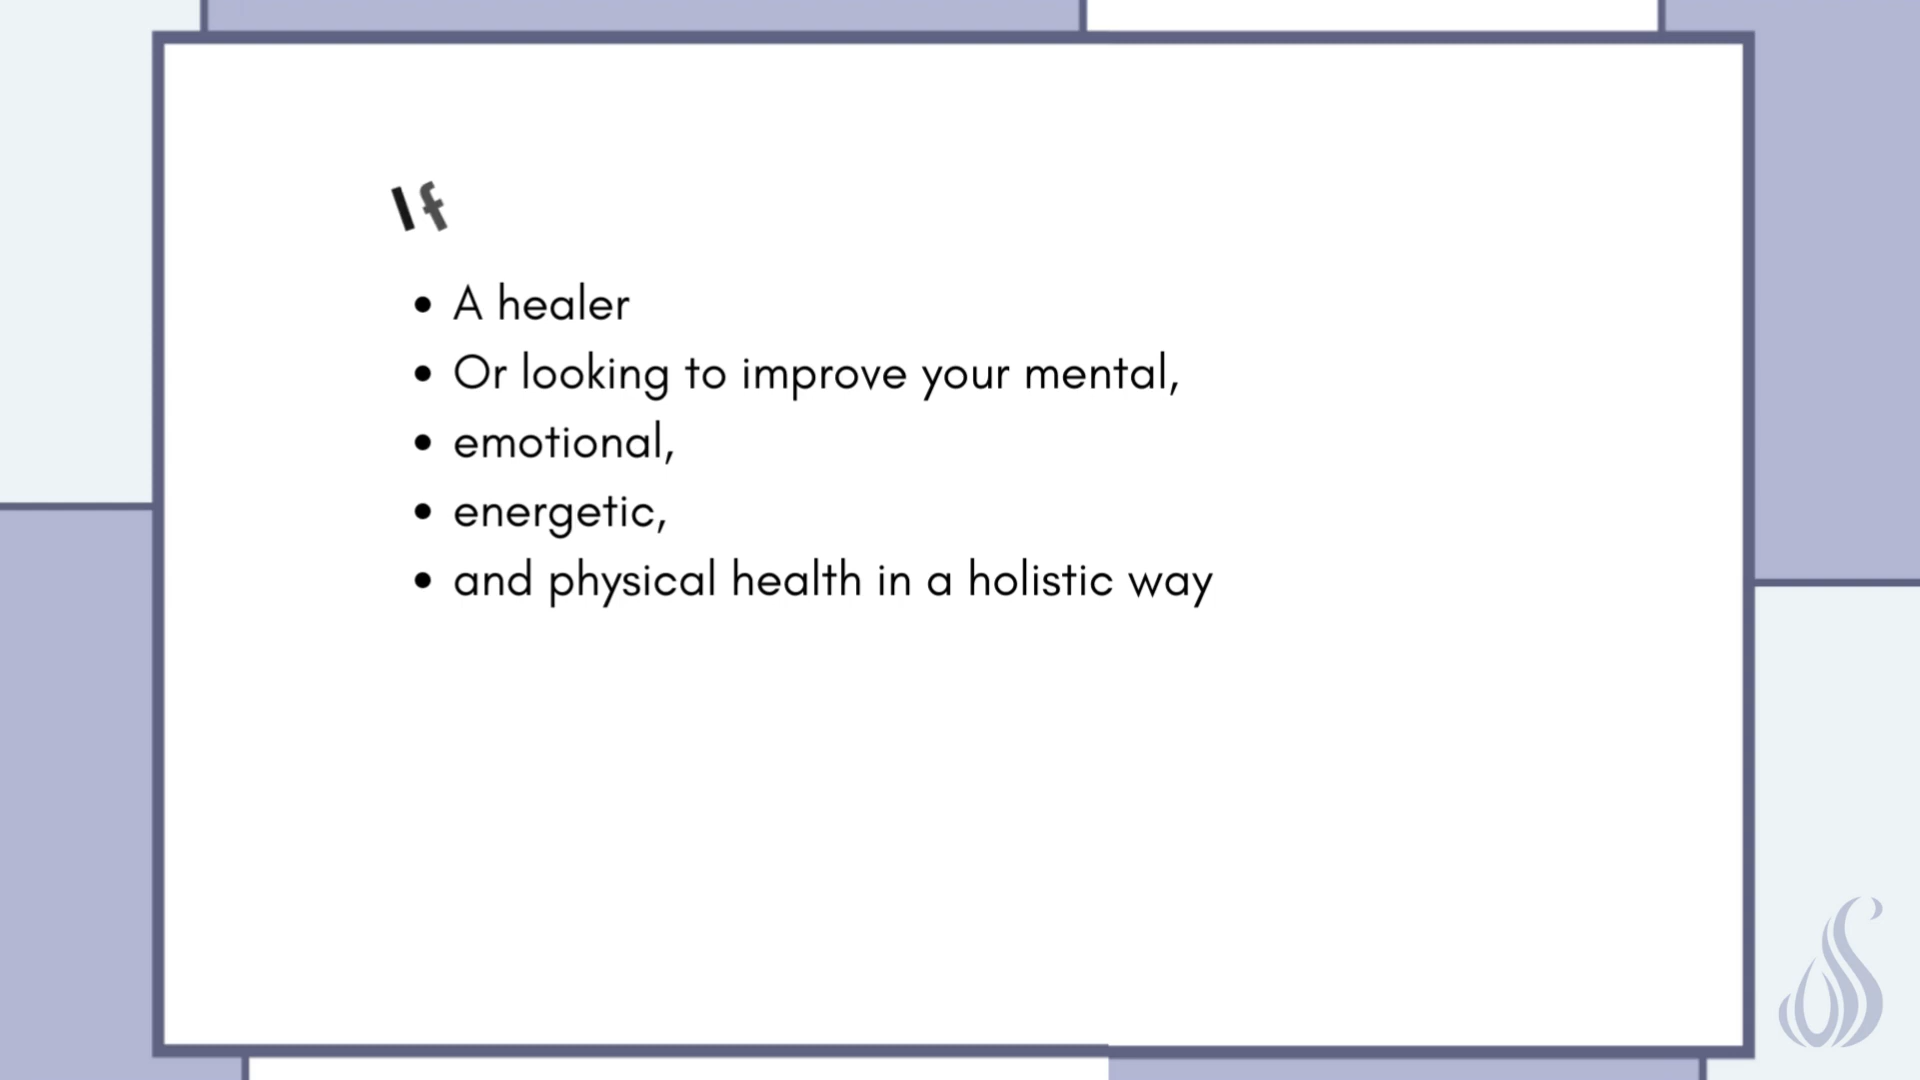 If
• A healer
• Or looking to improve your mental,
• emotional,
• energetic,
• and physical health in a holistic way